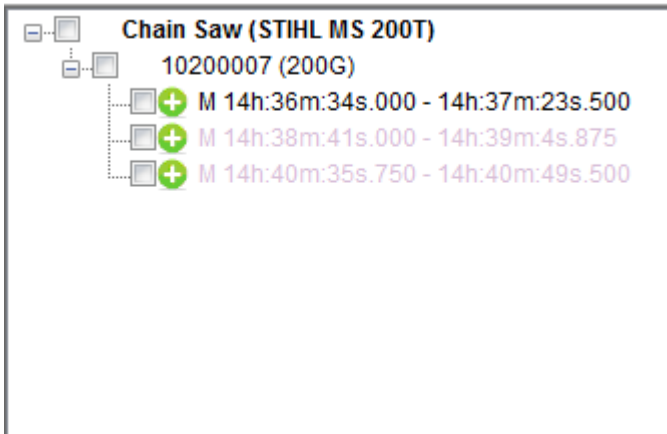 Chain Saw (STIHL MS 200T)
10200007 (200G)
M 14h:36m:34s.000 - 14h:37m:23s.500
M 14h:38m:41s.000 - 14h:39m:4s.875
M 14h:40m:35s.750 - 14h:40m:49s.500